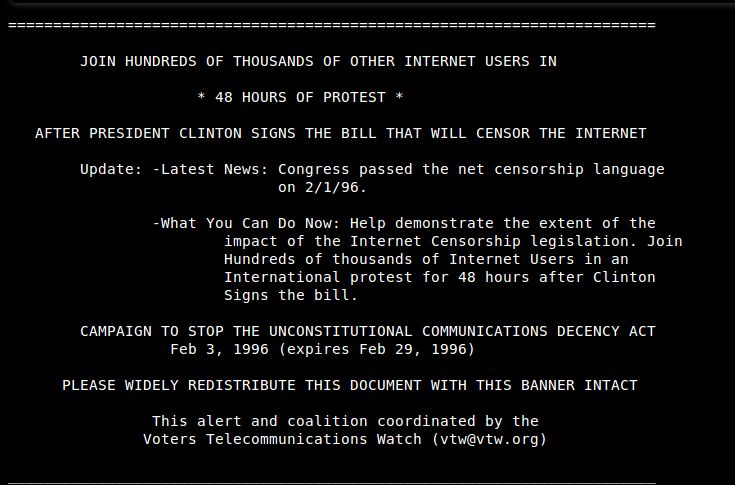 ========================================================================
JOIN HUNDREDS OF THOUSANDS OF OTHER INTERNET USERS IN
* 48 HOURS OF PROTEST *
AFTER PRESIDENT CLINTON SIGNS THE BILL THAT WILL CENSOR THE INTERNET
Update: -Latest News: Congress passed the net censorship language
on 2/1/96.
-What You Can Do Now: Help demonstrate the extent of the
impact of the Internet Censorship legislation. Join
Hundreds of thousands of Internet Users in an
International protest for 48 hours after Clinton
Signs the bill.
CAMPAIGN TO STOP THE UNCONSTITUTIONAL COMMUNICATIONS DECENCY ACT
Feb 3, 1996 (expires Feb 29, 1996)
PLEASE WIDELY REDISTRIBUTE THIS DOCUMENT WITH THIS BANNER INTACT
This alert and coalition coordinated by the
Voters Telecommunications Watch (vtw@vtw.org)
________________________________________________________________________